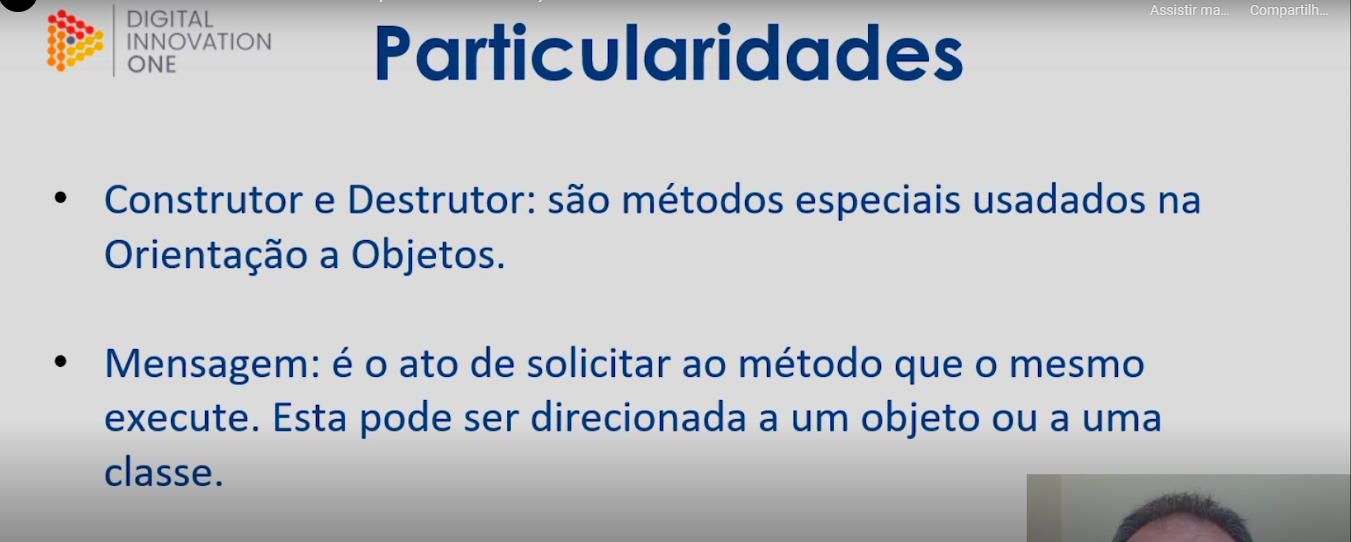 Assistir ma...
Compartilh...
DIGITAL
INNOVATION
ONE
Particularidades
• Construtor e Destrutor: são métodos especiais usadados na
Orientação a Objetos.
• Mensagem: é o ato de solicitar ao método que o mesmo
execute. Esta pode ser direcionada a um objeto ou a uma
classe.